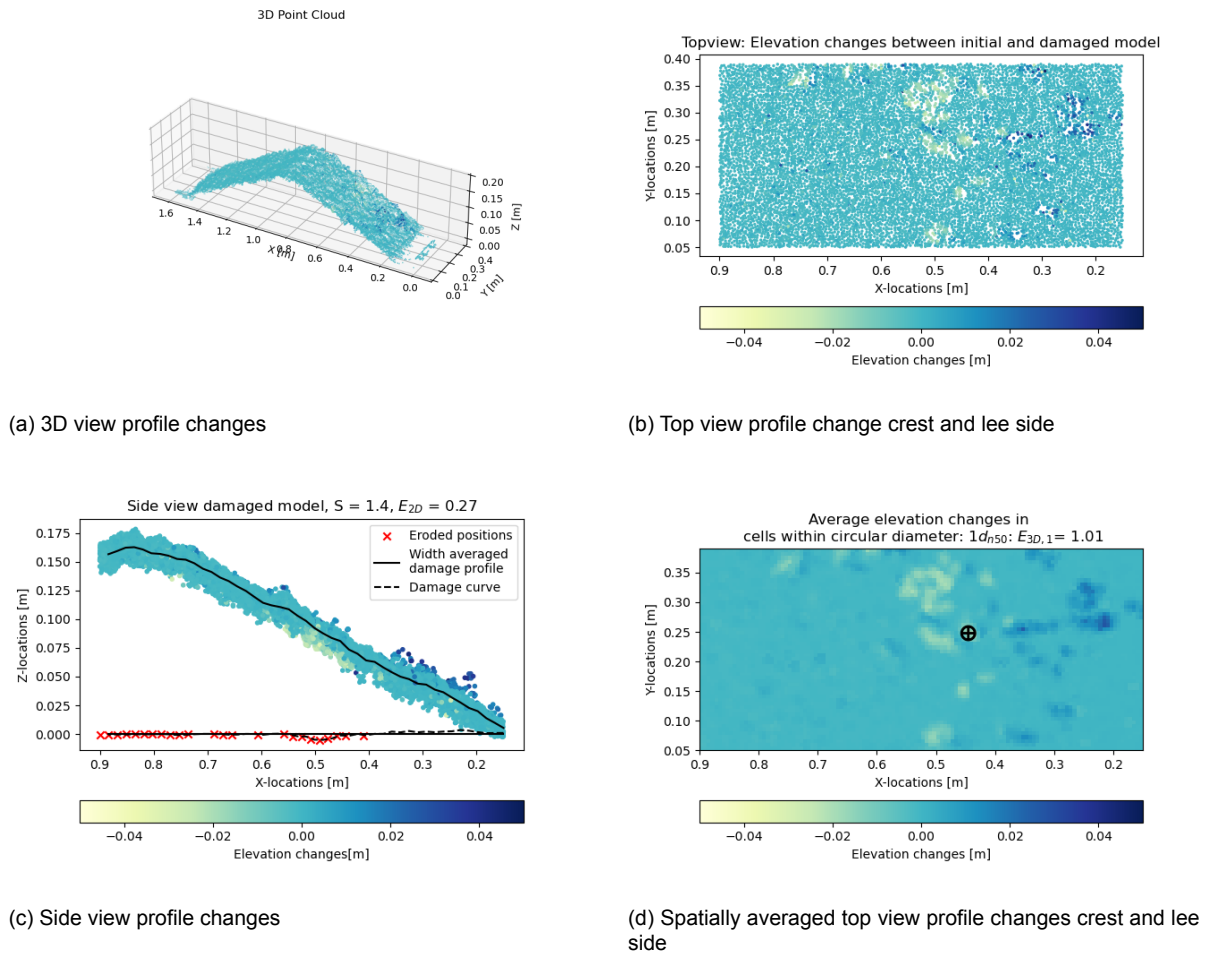 3D Point Cloud
0.20
0.15
0.10
0.05
0.00
Z [m]
1.6
1.4
1.2
1.0
0.8
0.6
0.4
0.2
0.0
X [m]
0.4
0.3
0.2
0.1
0.0
Y [m]
(a) 3D view profile changes
Topview: Elevation changes between initial and damaged model
0.40
0.35
0.30
0.25
0.20
0.15
0.10
0.05
Y-locations [m]
0.9 0.8 0.7 0.6 0.5 0.4 0.3 0.2
X-locations [m]
−0.04 −0.02 0.00 0.02 0.04
Elevation changes [m]
(b) Top view profile change crest and lee side
Side view damaged model, S = 1.4, E2D = 0.27
0.175
0.150
0.125
0.100
0.075
0.050
0.025
0.000
Z-locations [m]
Eroded positions
Width averaged
damage profile
Damage curve
0.9 0.8 0.7 0.6 0.5 0.4 0.3 0.2
X-locations [m]
−0.04 −0.02 0.00 0.02 0.04
Elevation changes[m]
(c) Side view profile changes
Average elevation changes in
cells within circular diameter: 1dn50: E3D,1= 1.01
0.35
0.30
0.25
0.20
0.15
0.10
0.05
Y-locations [m]
0.9 0.8 0.7 0.6 0.5 0.4 0.3 0.2
X-locations [m]
−0.04 −0.02 0.00 0.02 0.04
Elevation changes [m]
(d) Spatially averaged top view profile changes crest and lee
side